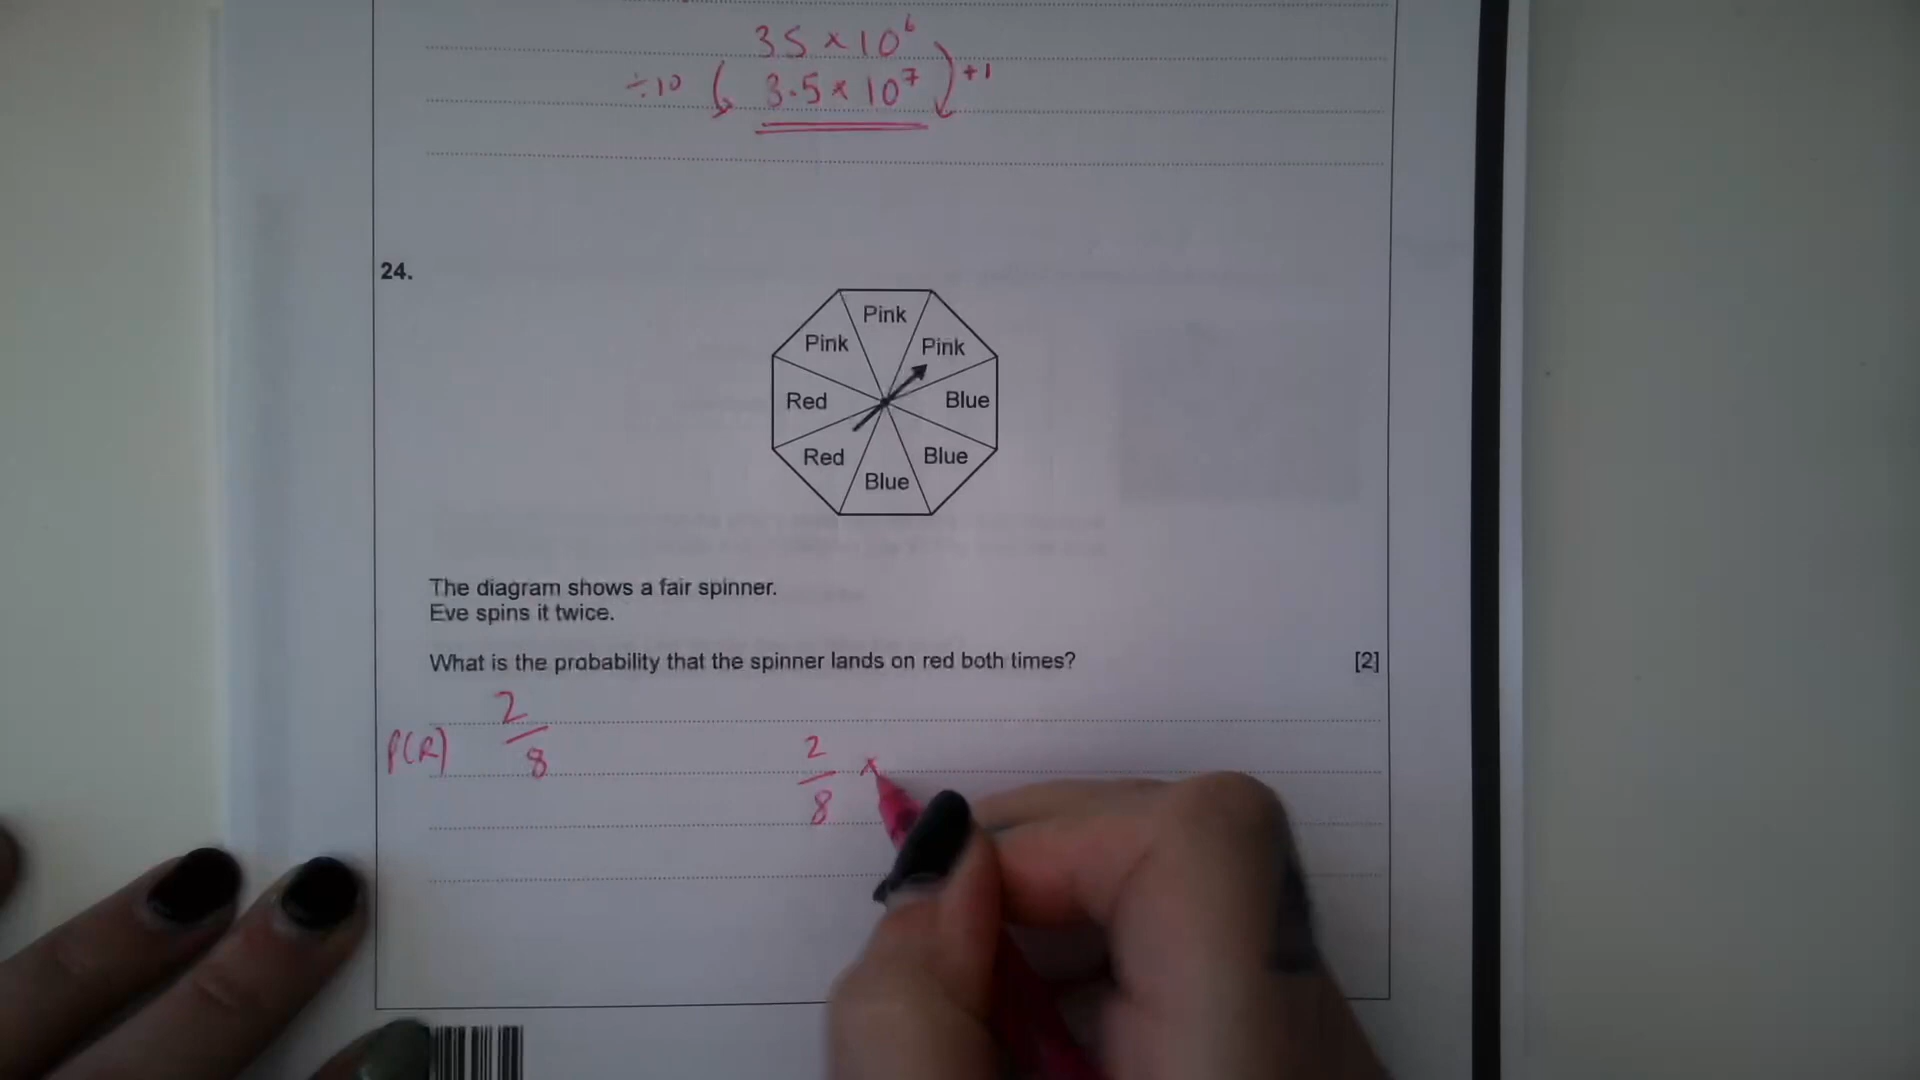 35 × 10⁶
÷10 3.5 × 10⁷ +1
24.
Pink
Pink Pink
Red Blue
Red Blue
Blue
The diagram shows a fair spinner.
Eve spins it twice.
What is the probability that the spinner lands on red both times? [2]
P(R) 2/8
2/8 ×